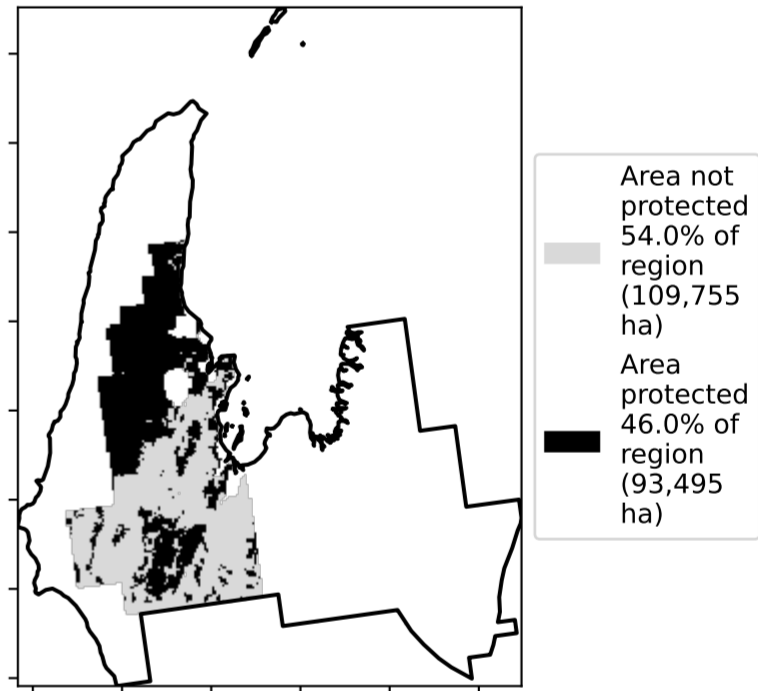 Area not
protected
54.0% of
region
(109,755
ha)
Area
protected
46.0% of
region
(93,495
ha)